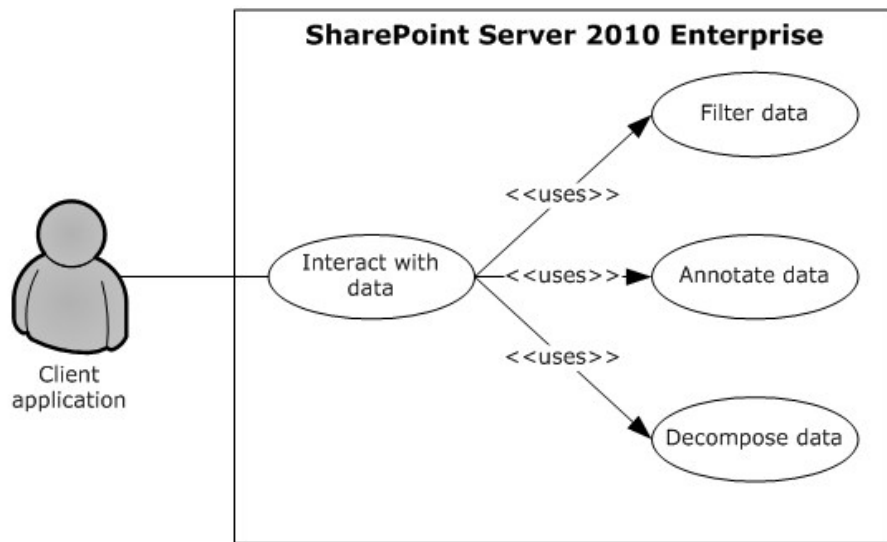 SharePoint Server 2010 Enterprise
Filter data
<<uses>>
Interact with
data
<<uses>>
Annotate data
<<uses>>
Client
application
Decompose data